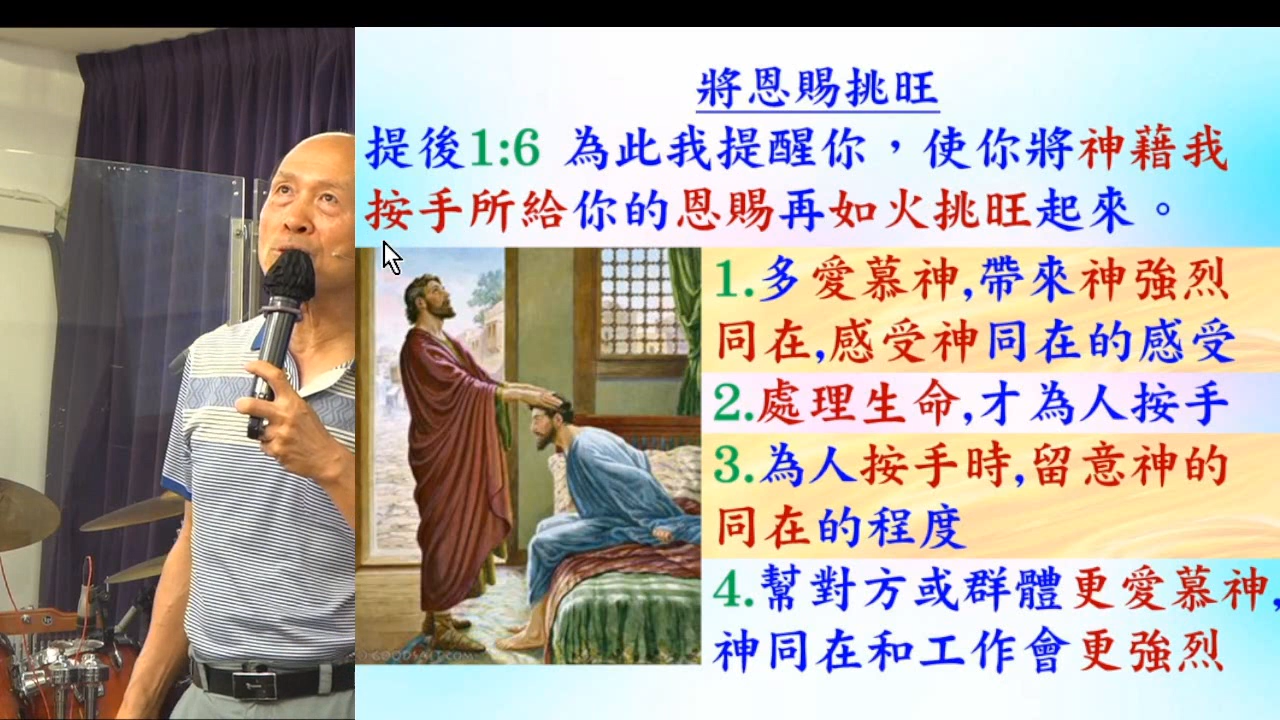 將恩賜挑旺
提後1:6 為此我提醒你，使你將神藉我
按手所給你的恩賜再如火挑旺起來。
1.多愛慕神,帶來神強烈
同在,感受神同在的感受
2.處理生命,才為人按手
3.為人按手時,留意神的
同在的程度
4.幫對方或群體更愛慕神,
神同在和工作會更強烈
© GOODSALT.COM